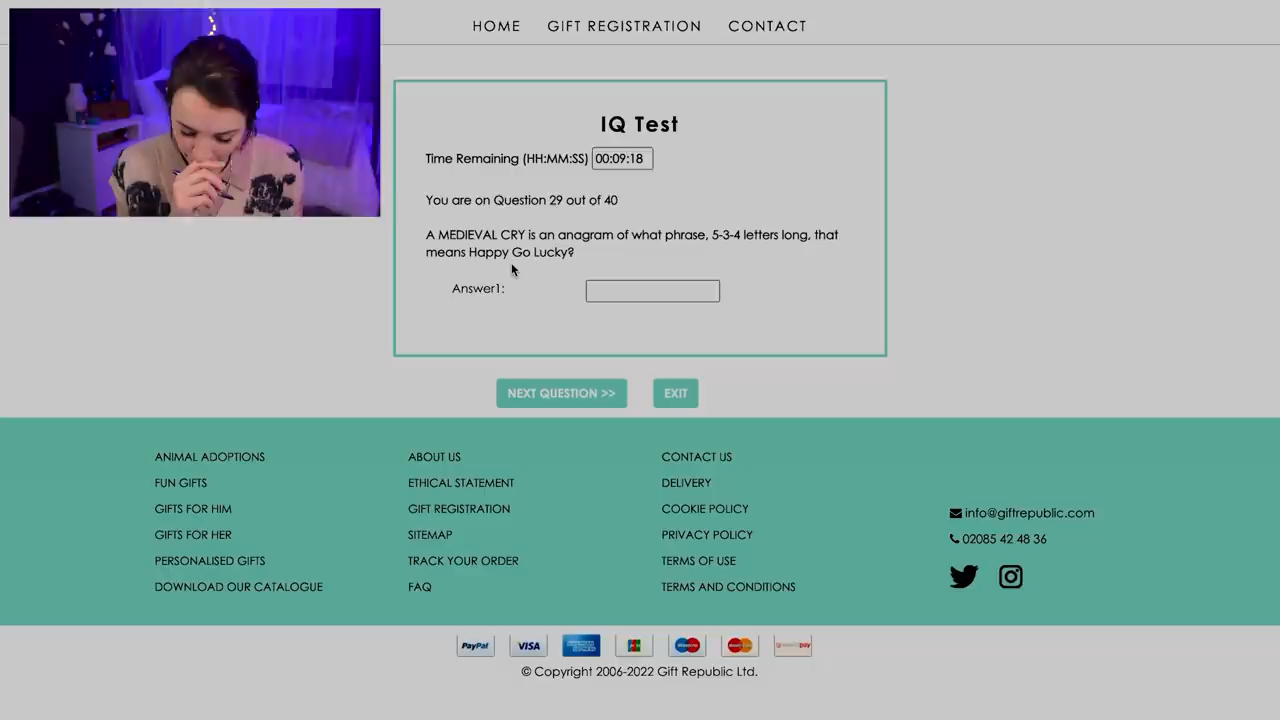 HOME GIFT REGISTRATION CONTACT
IQ Test
Time Remaining (HH:MM:SS) 00:09:18
You are on Question 29 out of 40
A MEDIEVAL CRY is an anagram of what phrase, 5-3-4 letters long, that
means Happy Go Lucky?
Answer1:
NEXT QUESTION >> EXIT
ANIMAL ADOPTIONS
FUN GIFTS
GIFTS FOR HIM
GIFTS FOR HER
PERSONALISED GIFTS
DOWNLOAD OUR CATALOGUE
ABOUT US
ETHICAL STATEMENT
GIFT REGISTRATION
SITEMAP
TRACK YOUR ORDER
FAQ
CONTACT US
DELIVERY
COOKIE POLICY
PRIVACY POLICY
TERMS OF USE
TERMS AND CONDITIONS
info@giftrepublic.com
02085 42 48 36
PayPal VISA
© Copyright 2006-2022 Gift Republic Ltd.